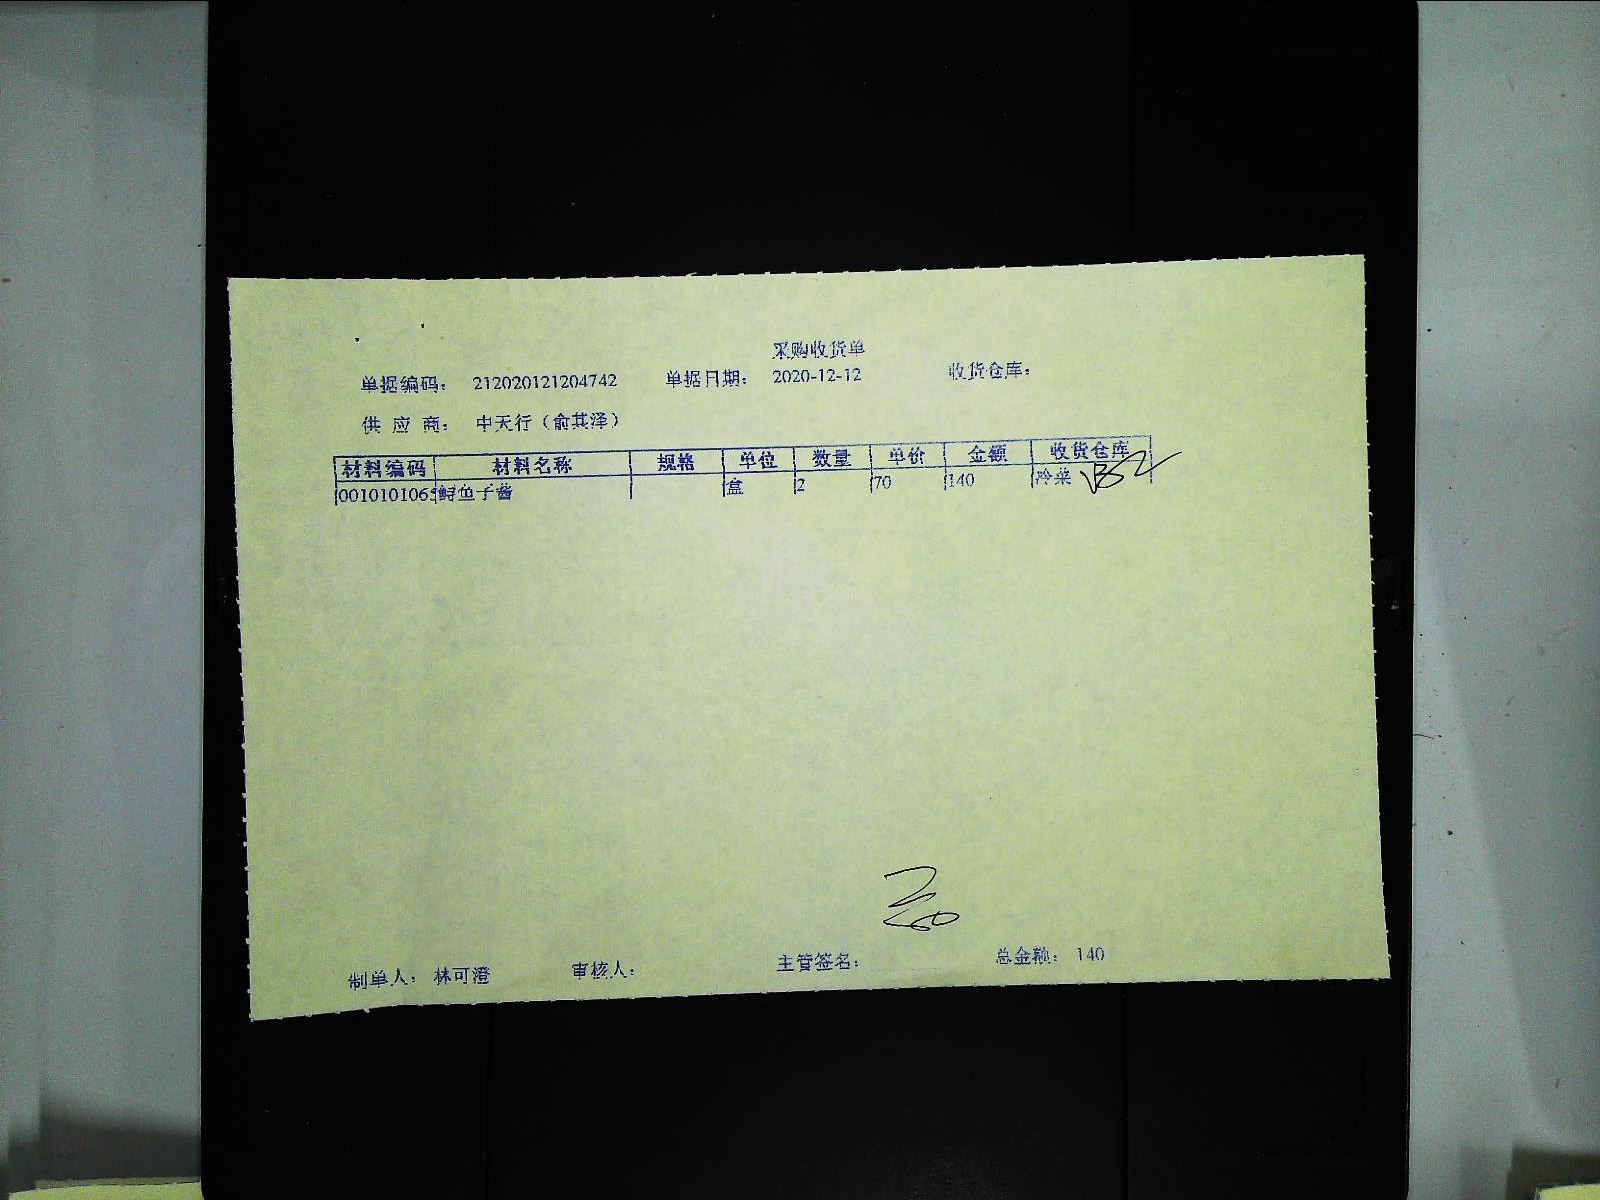 采购收货单
单据编码： 212020121204742 单据日期： 2020-12-12 收货仓库：
供 应 商： 中天行（俞其泽）
材料编码 材料名称 规格 单位 数量 单价 金额 收货仓库
0010101065 鲟鱼子酱 盒 2 70 140 冷菜
制单人： 林可澄 审核人： 主管签名： 总金额： 140